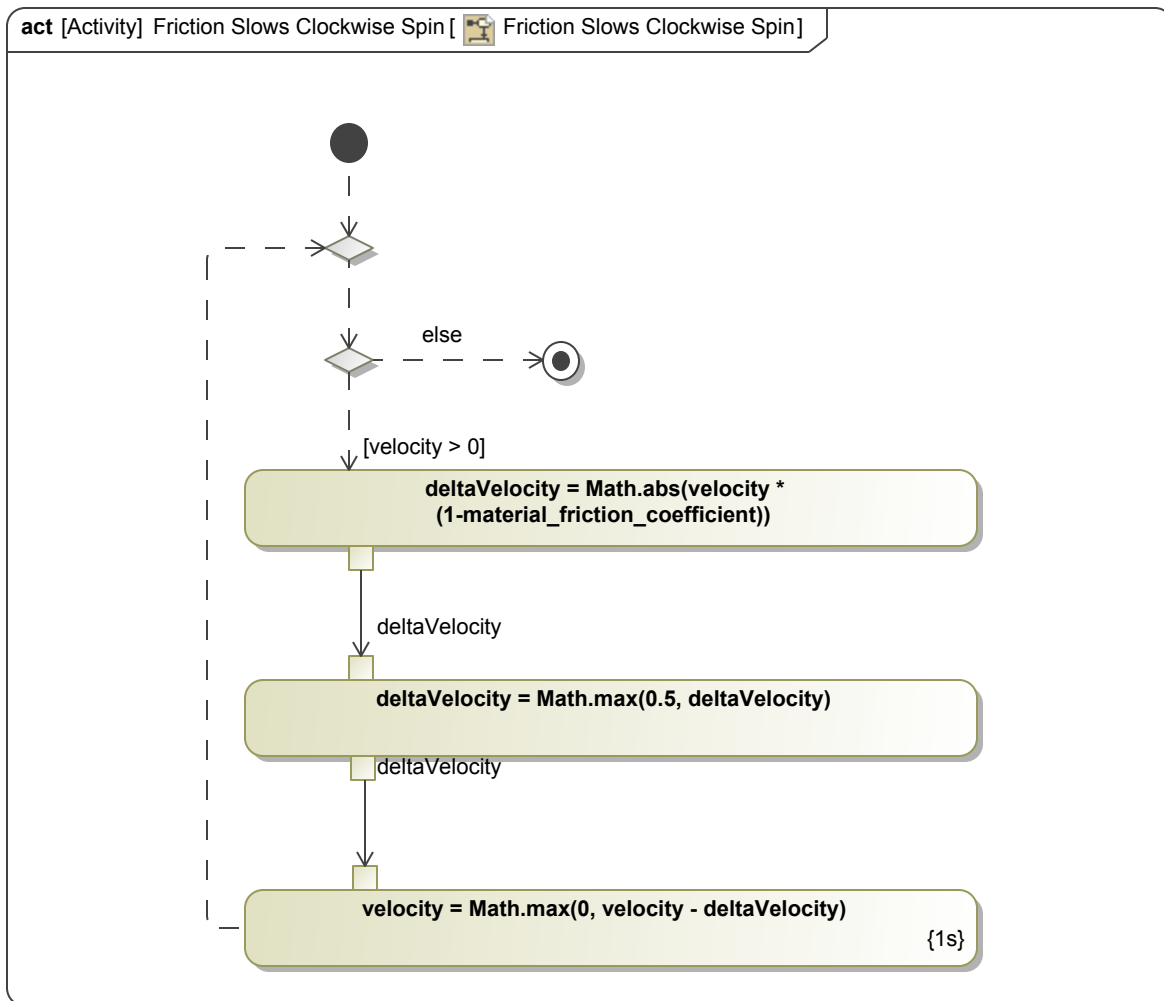 act [Activity] Friction Slows Clockwise Spin [ Friction Slows Clockwise Spin]
else
[velocity > 0]
deltaVelocity = Math.abs(velocity *
(1-material_friction_coefficient))
deltaVelocity
deltaVelocity = Math.max(0.5, deltaVelocity)
deltaVelocity
velocity = Math.max(0, velocity - deltaVelocity)
{1s}